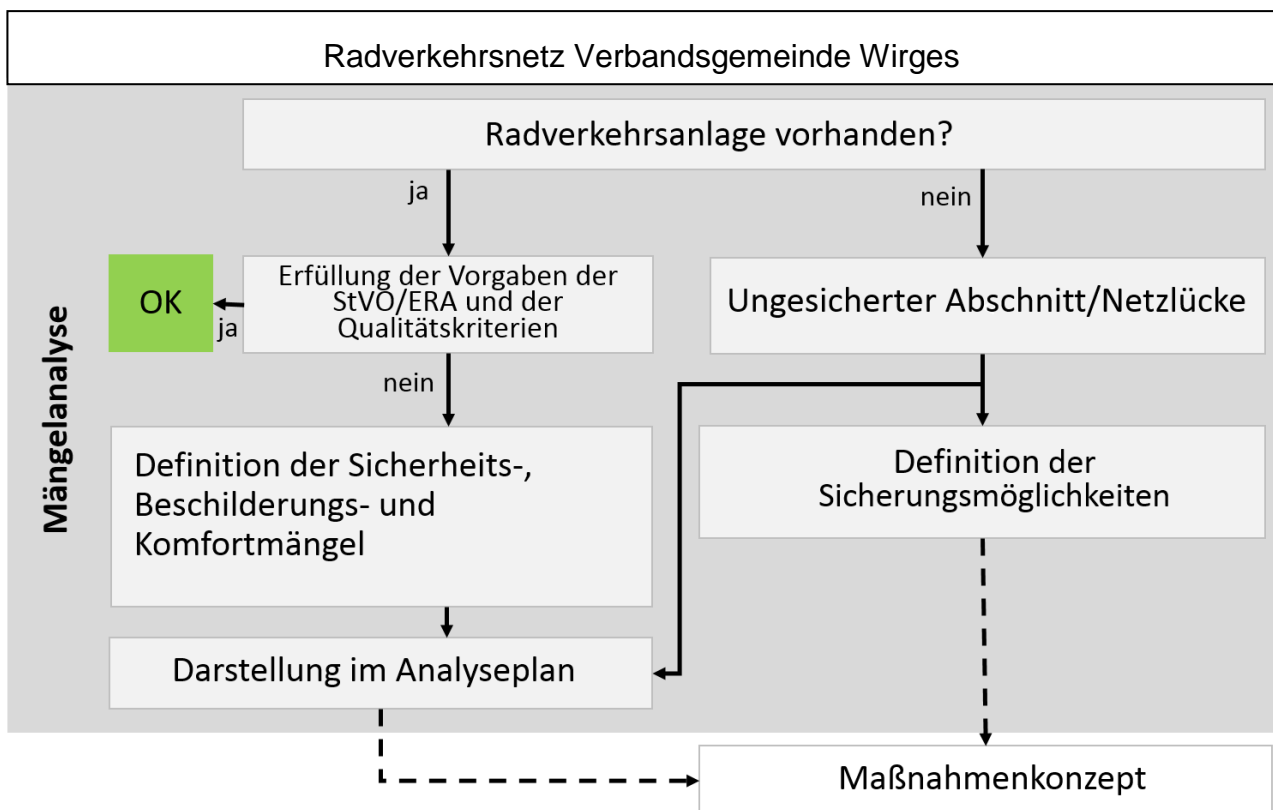 Radverkehrsnetz Verbandsgemeinde Wirges
Radverkehrsanlage vorhanden?
ja
nein
OK
ja
Erfüllung der Vorgaben der
StVO/ERA und der
Qualitätskriterien
Ungesicherter Abschnitt/Netzlücke
nein
Mängelanalyse
Definition der Sicherheits-,
Beschilderungs- und
Komfortmängel
Definition der
Sicherungsmöglichkeiten
Darstellung im Analyseplan
Maßnahmenkonzept